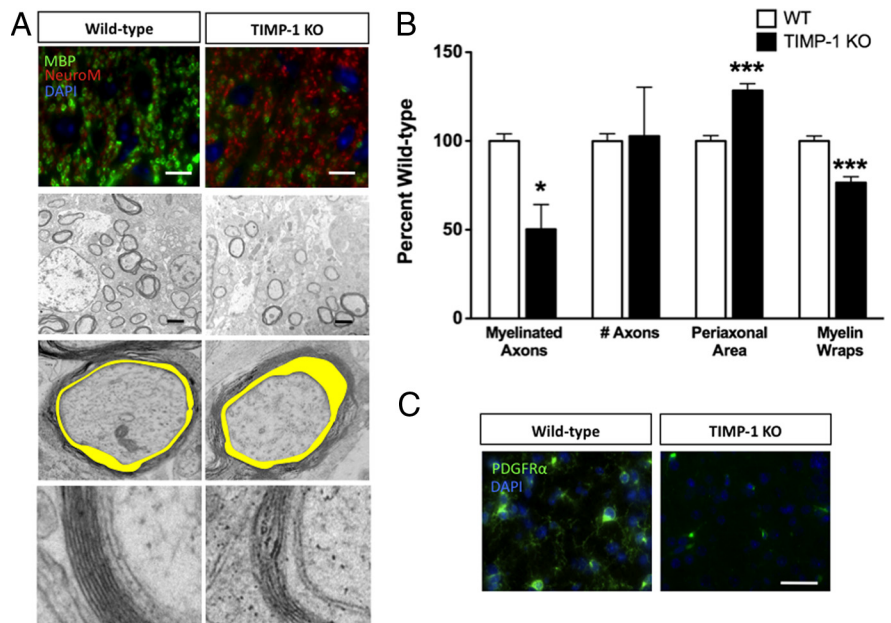 A
Wild-type
TIMP-1 KO
MBP
NeuroM
DAPI
B
WT
TIMP-1 KO
Percent Wild-type
150
100
50
0
*
***
***
Myelinated
Axons
# Axons
Periaxonal
Area
Myelin
Wraps
C
Wild-type
TIMP-1 KO
PDGFRα
DAPI